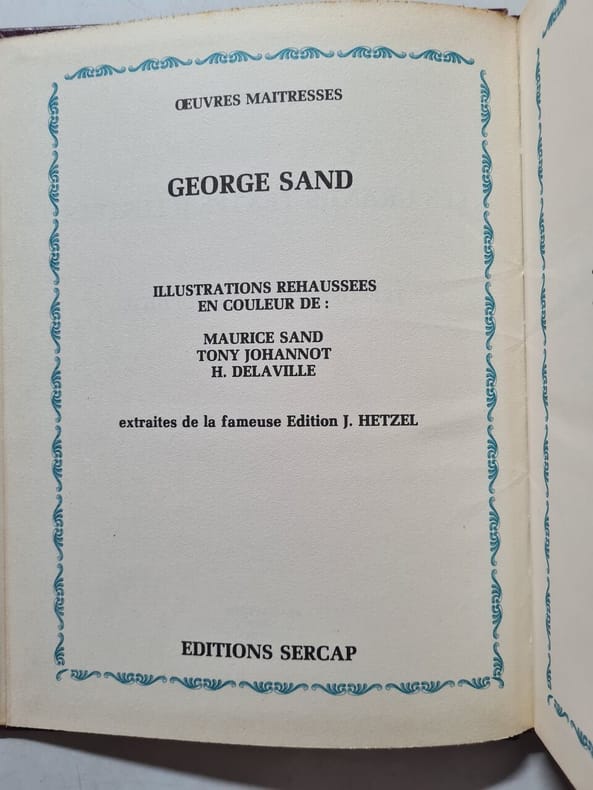 ŒUVRES MAITRESSES
GEORGE SAND
ILLUSTRATIONS REHAUSSEES
EN COULEUR DE :
MAURICE SAND
TONY JOHANNOT
H. DELAVILLE
extraites de la fameuse Edition J. HETZEL
EDITIONS SERCAP